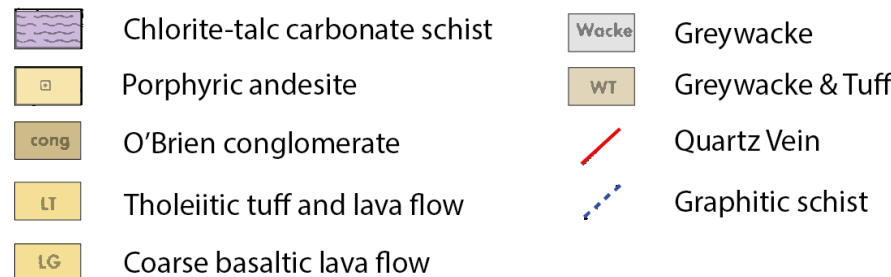 Chlorite-talc carbonate schist
Porphyric andesite
cong O'Brien conglomerate
LT Tholeiitic tuff and lava flow
LG Coarse basaltic lava flow
Wacke Greywacke
WT Greywacke & Tuff
Quartz Vein
Graphitic schist